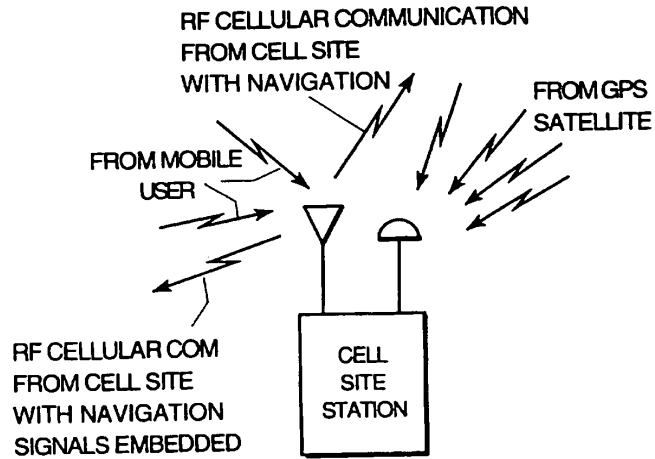 RF CELLULAR COMMUNICATION
FROM CELL SITE
WITH NAVIGATION
FROM GPS
SATELLITE
FROM MOBILE
USER
RF CELLULAR COM
FROM CELL SITE
WITH NAVIGATION
SIGNALS EMBEDDED
CELL
SITE
STATION